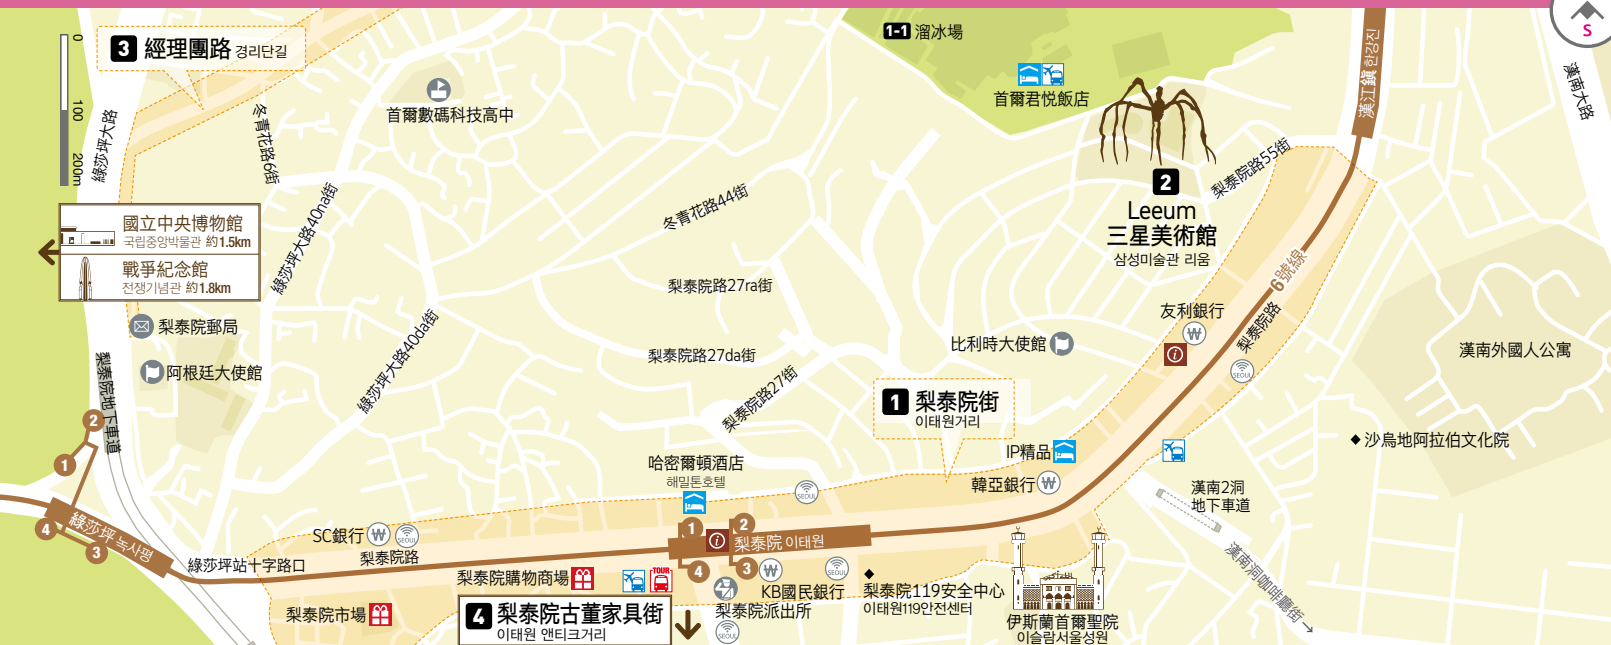 3 經理團路 경리단길
1-1 溜冰場
S
0
100
200m
綠莎坪大路
冬青花路6街
首爾數碼科技高中
首爾君悅飯店
漢江鎮 한강진
漢南大路
2
Leeum
三星美術館
삼성미술관 리움
梨泰院路55街
冬青花路44街
綠莎坪大路40na街
國立中央博物館
국립중앙박물관 約1.5km
戰爭紀念館
전쟁기념관 約1.8km
梨泰院路27ra街
6號線
友利銀行
₩
i
梨泰院路
SEOUL
梨泰院郵局
阿根廷大使館
綠莎坪大路40da街
梨泰院路27da街
比利時大使館
漢南外國人公寓
梨泰院地下車道
梨泰院路27街
1 梨泰院街
이태원거리
沙烏地阿拉伯文化院
2
1
4
3
綠莎坪 녹사평
哈密爾頓酒店
해밀톤호텔
SEOUL
IP精品
韓亞銀行 ₩
漢南2洞
地下車道
漢南洞咖啡廳街 →
SC銀行 ₩ SEOUL
梨泰院路
綠莎坪站十字路口
1
i
2
梨泰院 이태원
4
3
₩
SEOUL
KB國民銀行
梨泰院購物商場
TOUR
梨泰院市場
4 梨泰院古董家具街
이태원 앤티크거리
梨泰院派出所
SEOUL
梨泰院119安全中心
이태원119안전센터
伊斯蘭首爾聖院
이슬람서울성원